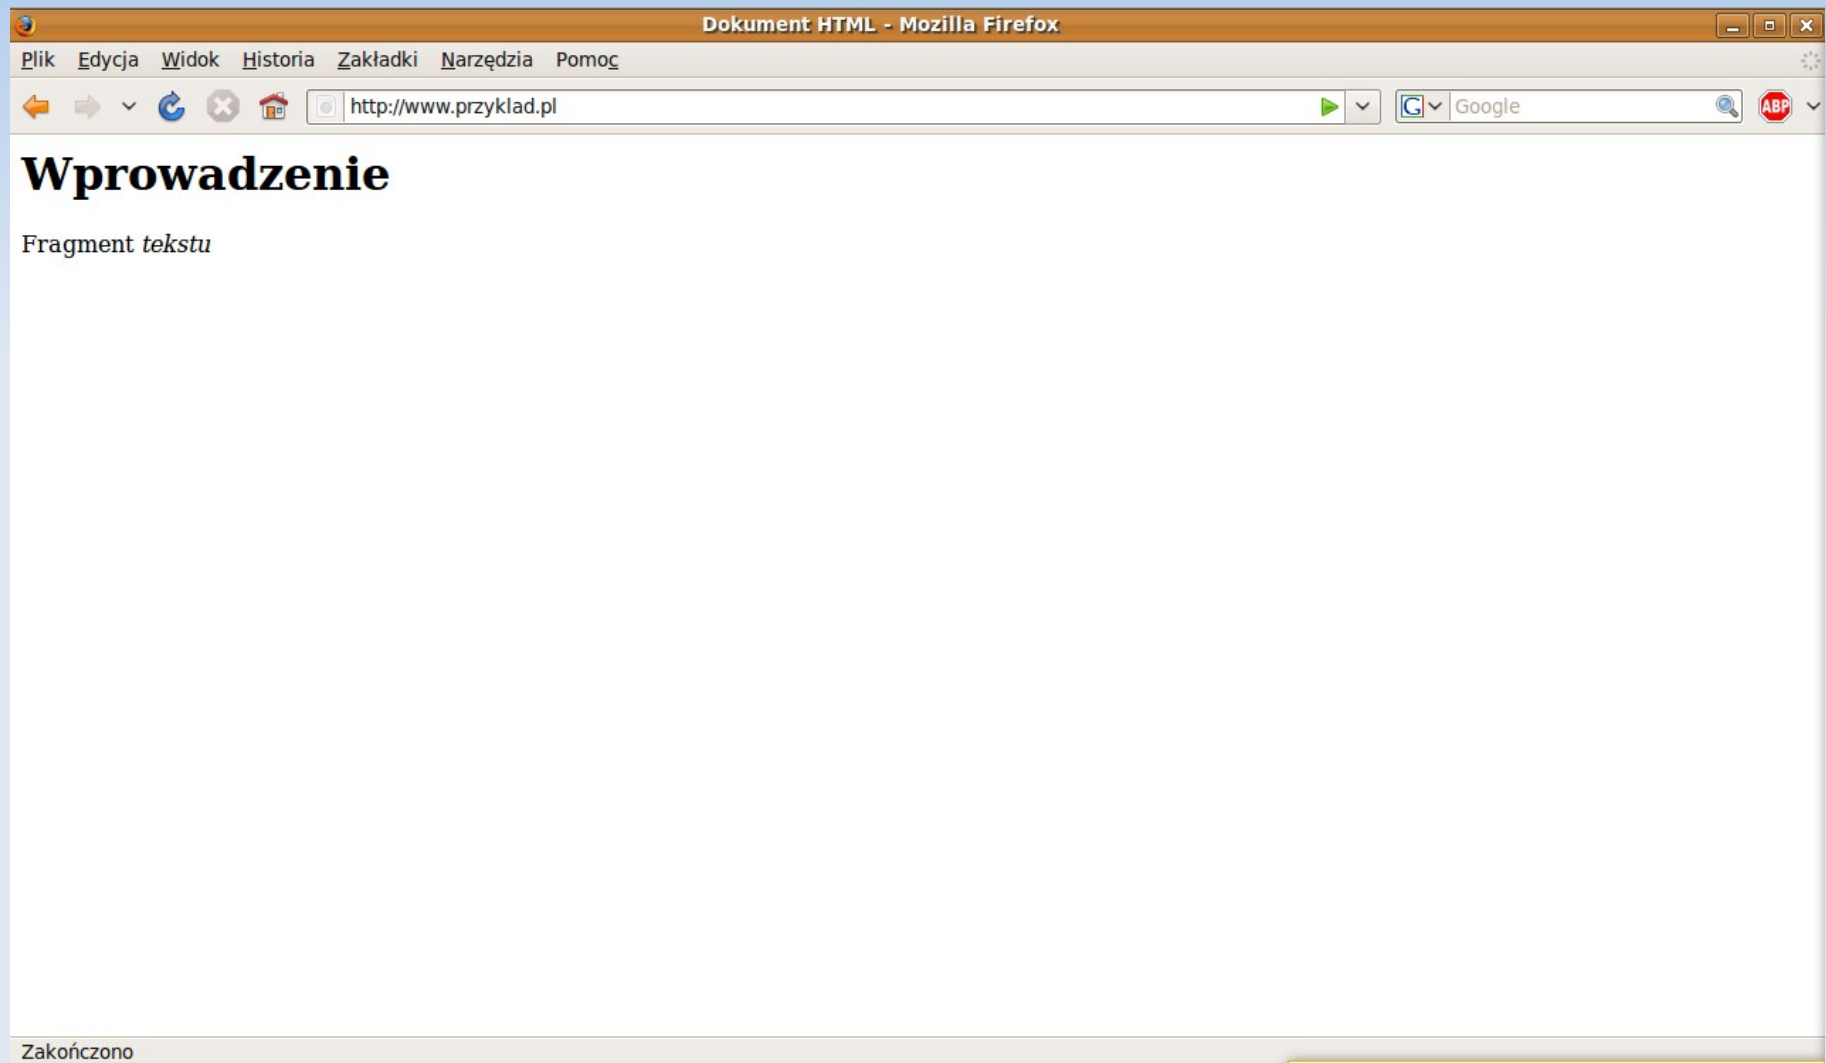 Dokument HTML - Mozilla Firefox
Plik Edycja Widok Historia Zakładki Narzędzia Pomoc
http://www.przyklad.pl G Google ABP
Wprowadzenie
Fragment tekstu
Zakończono